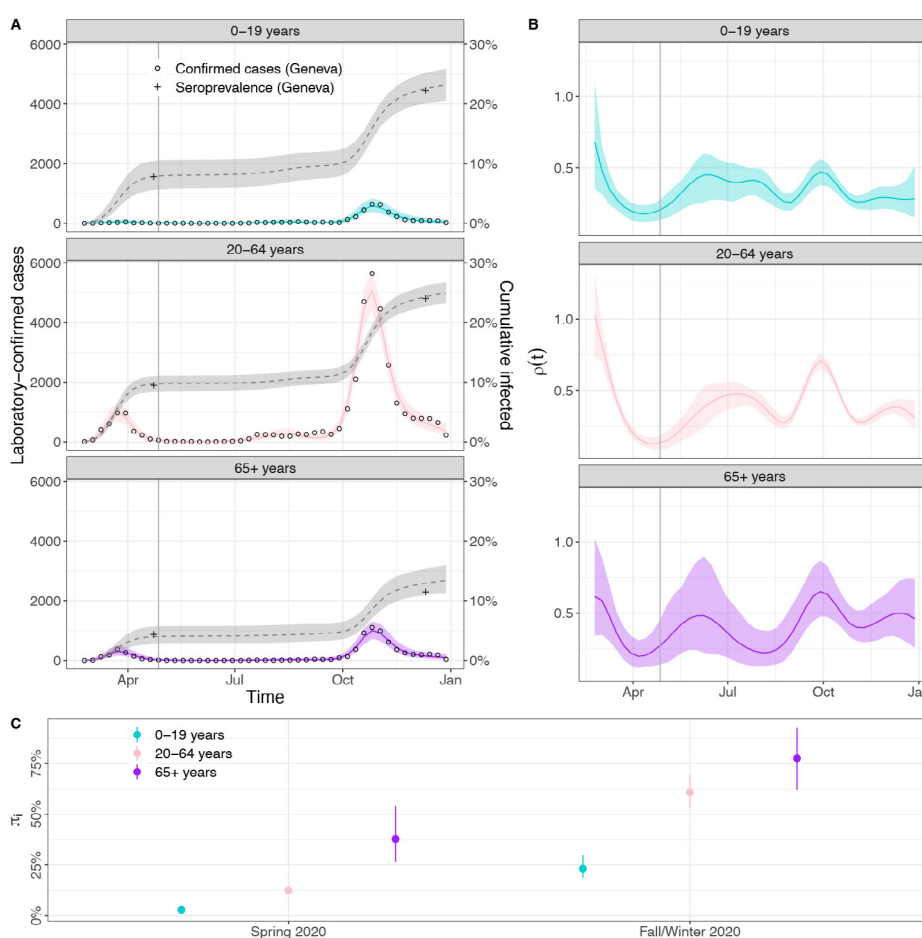 A
0−19 years
6000
4000
2000
0
30%
20%
10%
0%
Confirmed cases (Geneva)
Seroprevalence (Geneva)
20−64 years
6000
4000
2000
0
30%
20%
10%
0%
65+ years
6000
4000
2000
0
30%
20%
10%
0%
Apr Jul Oct Jan
Time
Laboratory−confirmed cases
Cumulative infected
B
0−19 years
1.0
0.5
20−64 years
1.0
0.5
65+ years
1.0
0.5
Apr Jul Oct Ja
ρ(t)
C
0−19 years
20−64 years
65+ years
75%
50%
25%
0%
πi
Spring 2020 Fall/Winter 2020